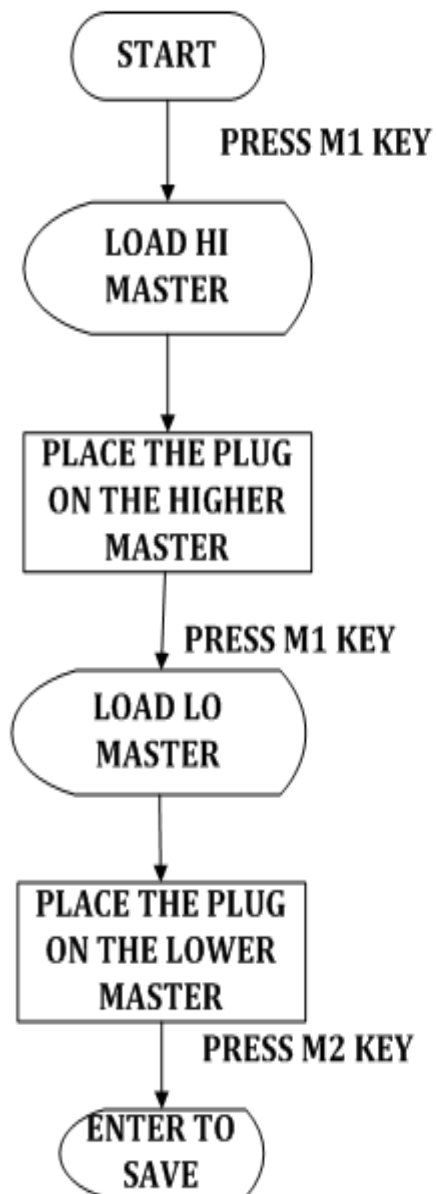 START
PRESS M1 KEY
LOAD HI
MASTER
PLACE THE PLUG
ON THE HIGHER
MASTER
PRESS M1 KEY
LOAD LO
MASTER
PLACE THE PLUG
ON THE LOWER
MASTER
PRESS M2 KEY
ENTER TO
SAVE